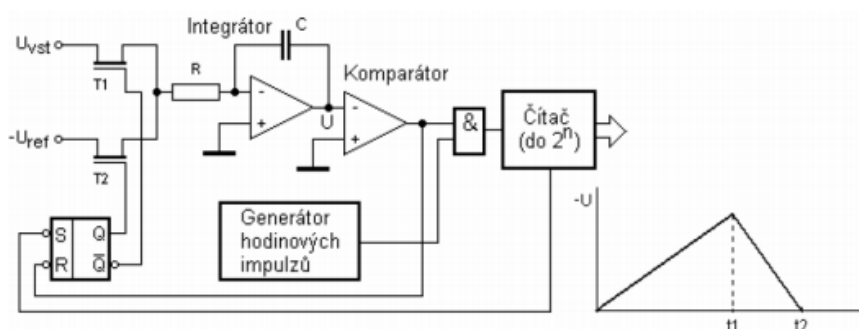 Integrátor
C
U_vst
T1
R
-
+
U
Komparátor
-
+
&
Čítač
(do 2^n)
-U_ref
T2
S Q
R Q̅
Generátor
hodinových
impulzů
-U
t1 t2